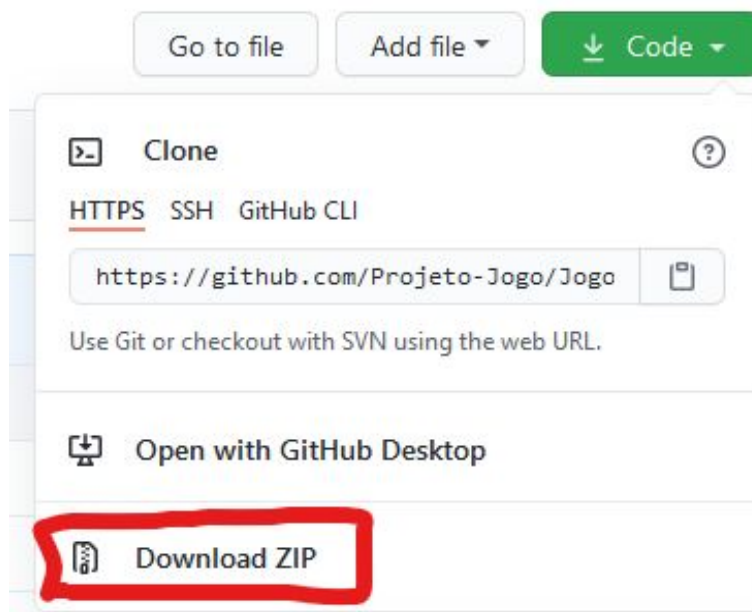 Go to file Add file Code
Clone
HTTPS SSH GitHub CLI
https://github.com/Projeto-Jogo/Jogo
Use Git or checkout with SVN using the web URL.
Open with GitHub Desktop
Download ZIP